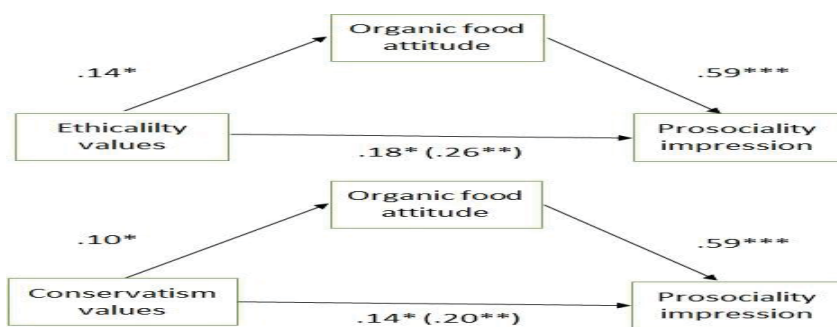 Organic food
attitude
.14*
.59***
Ethicalilty
values
Prosociality
impression
.18* (.26**)
Organic food
attitude
.10*
.59***
Conservatism
values
Prosociality
impression
.14* (.20**)